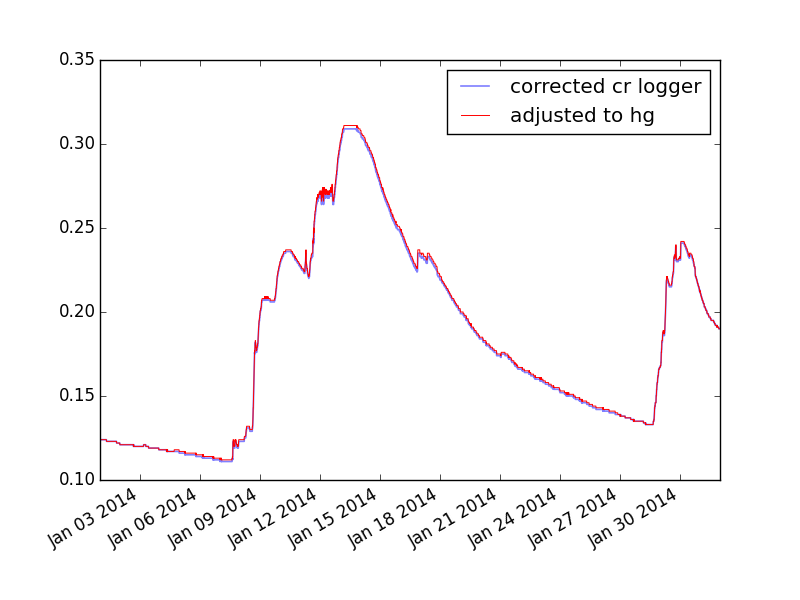 0.35
0.30
0.25
0.20
0.15
0.10
corrected cr logger
adjusted to hg
Jan 03 2014
Jan 06 2014
Jan 09 2014
Jan 12 2014
Jan 15 2014
Jan 18 2014
Jan 21 2014
Jan 24 2014
Jan 27 2014
Jan 30 2014